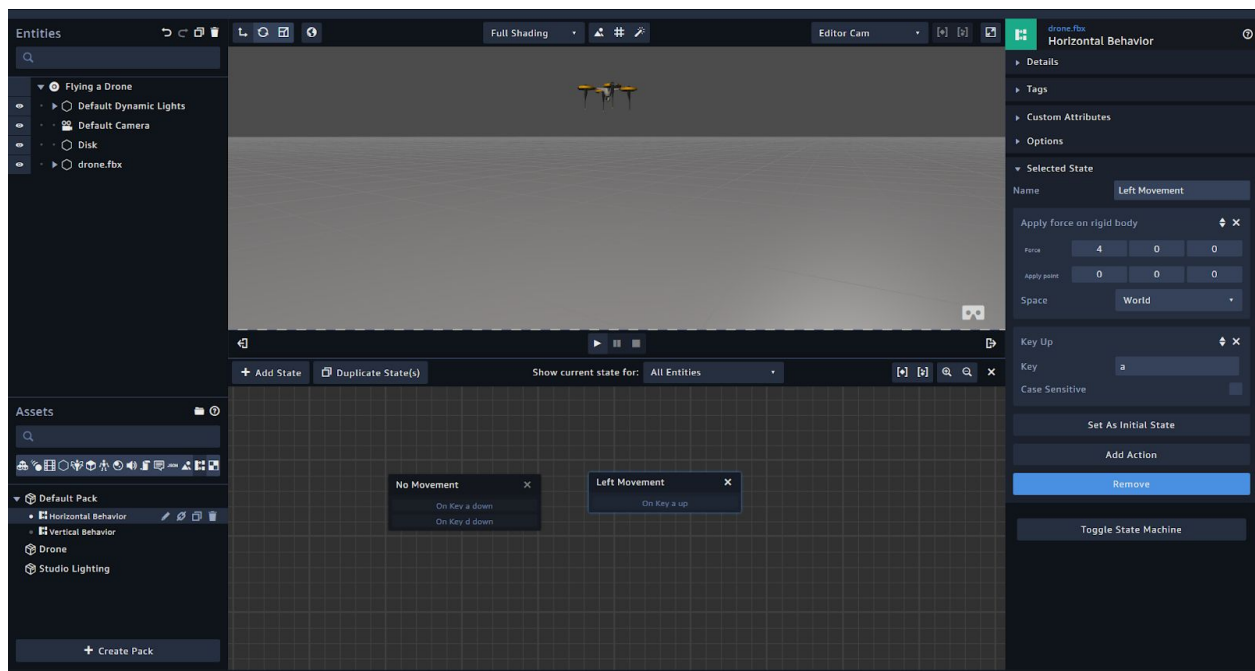 Entities
Flying a Drone
Default Dynamic Lights
Default Camera
Disk
drone.fbx
Assets
Default Pack
Horizontal Behavior
Vertical Behavior
Drone
Studio Lighting
+ Create Pack
Full Shading
Editor Cam
+ Add State
Duplicate State(s)
Show current state for: All Entities
No Movement
On Key a down
On Key d down
Left Movement
On Key a up
drone.fbx
Horizontal Behavior
Details
Tags
Custom Attributes
Options
Selected State
Name Left Movement
Apply force on rigid body
Force 4 0 0
Apply point 0 0 0
Space World
Key Up
Key a
Case Sensitive
Set As Initial State
Add Action
Remove
Toggle State Machine